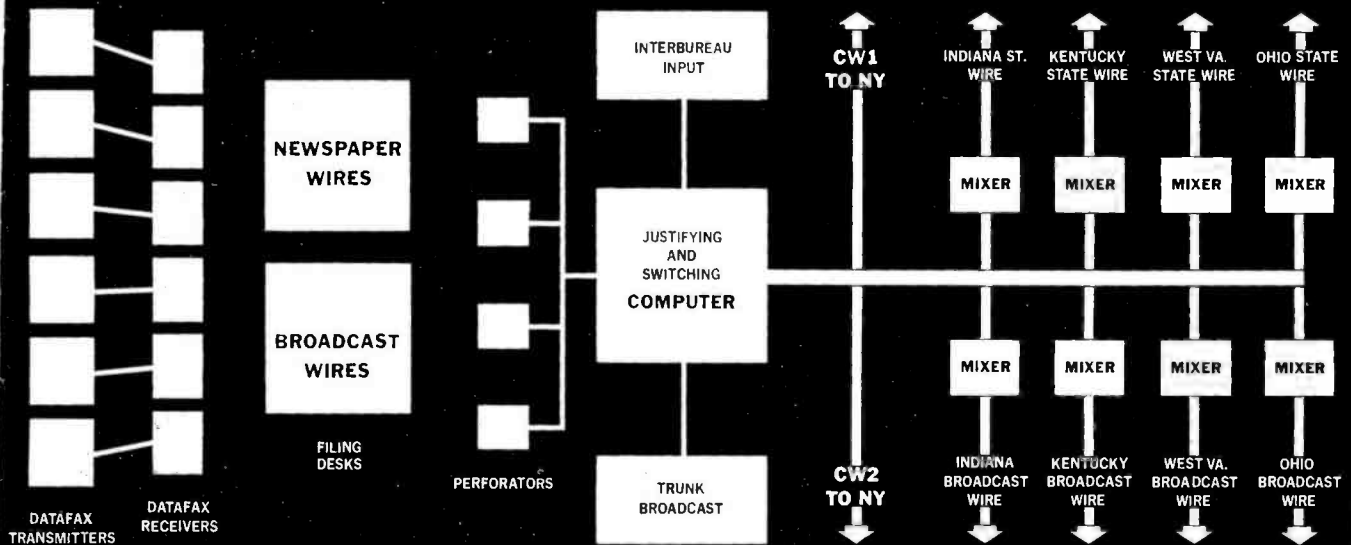 DATAFAX
TRANSMITTERS
DATAFAX
RECEIVERS
NEWSPAPER
WIRES
BROADCAST
WIRES
FILING
DESKS
PERFORATORS
INTERBUREAU
INPUT
JUSTIFYING
AND
SWITCHING
COMPUTER
TRUNK
BROADCAST
CW1
TO NY
CW2
TO NY
INDIANA ST.
WIRE
KENTUCKY
STATE WIRE
WEST VA.
STATE WIRE
OHIO STATE
WIRE
MIXER
MIXER
MIXER
MIXER
MIXER
MIXER
MIXER
MIXER
INDIANA
BROADCAST
WIRE
KENTUCKY
BROADCAST
WIRE
WEST VA.
BROADCAST
WIRE
OHIO
BROADCAST
WIRE